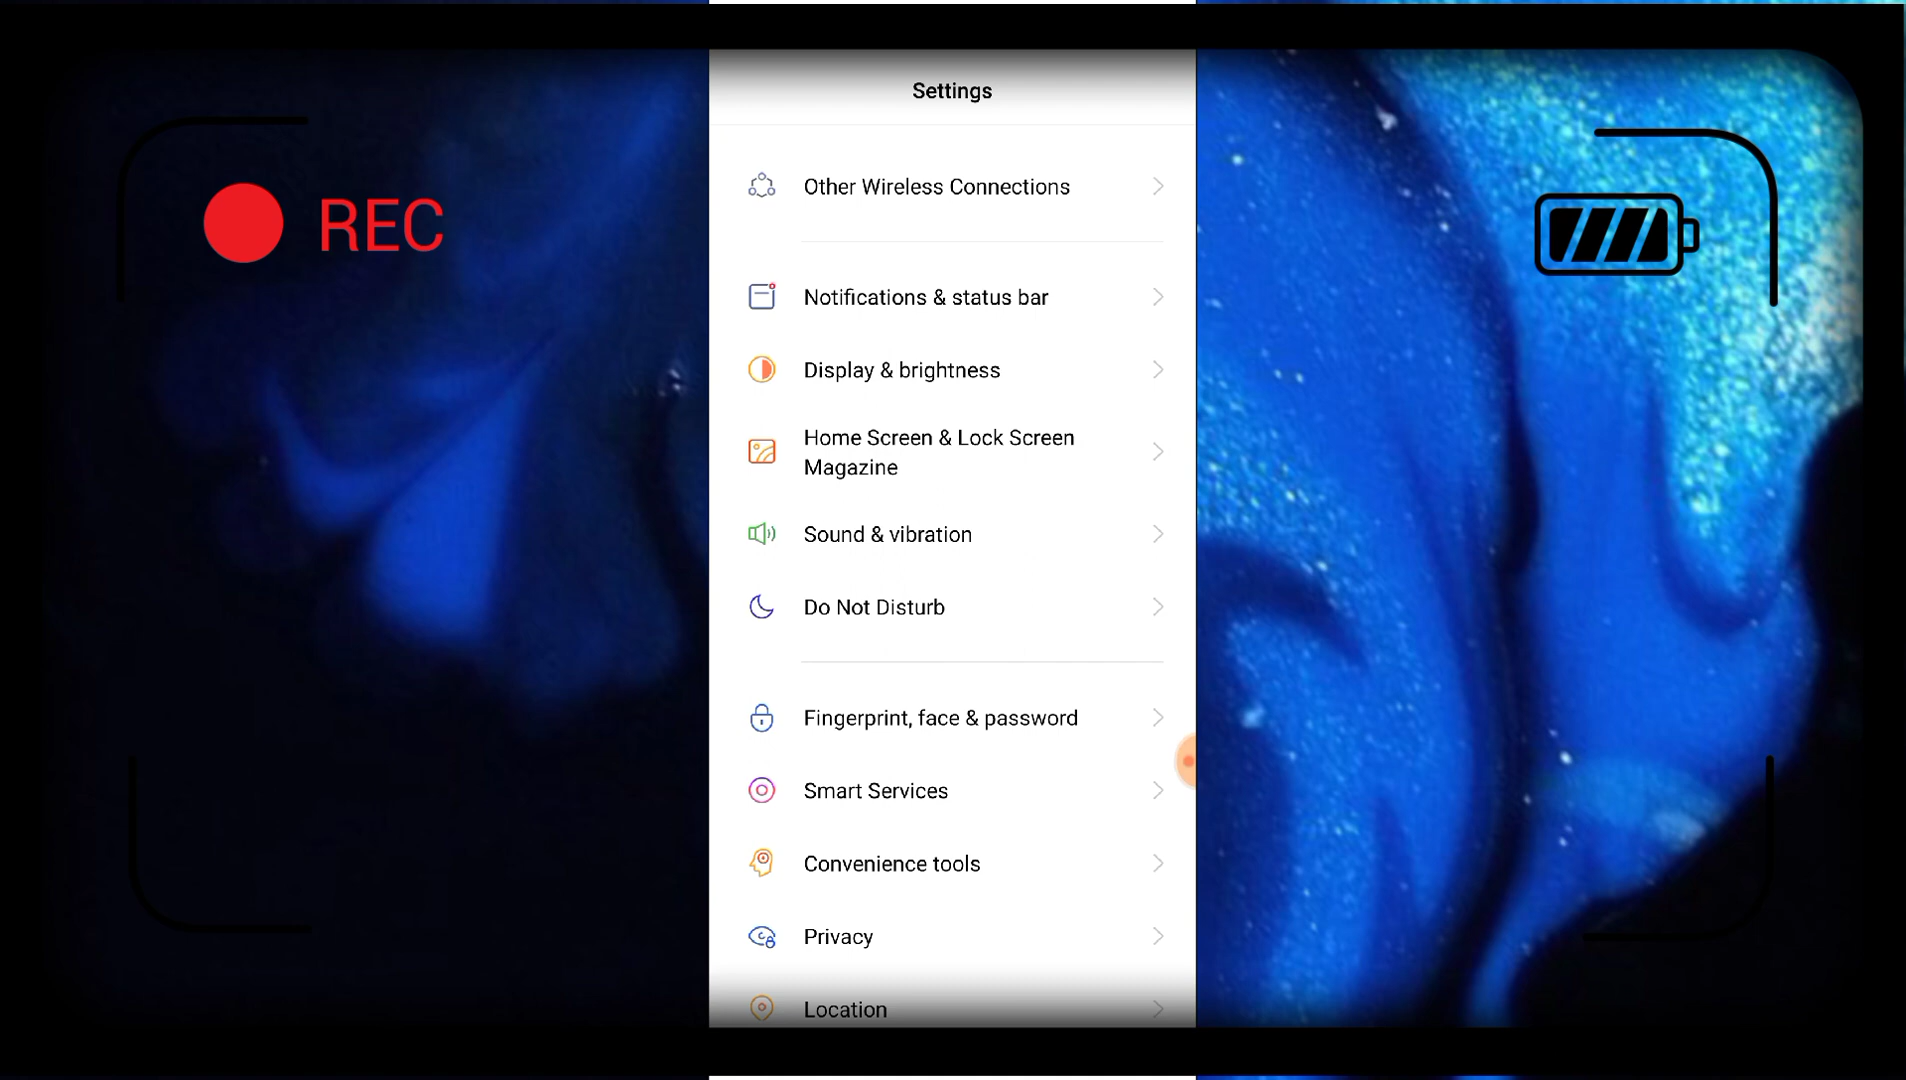 Settings
REC
Other Wireless Connections
Notifications & status bar
Display & brightness
Home Screen & Lock Screen
Magazine
Sound & vibration
Do Not Disturb
Fingerprint, face & password
Smart Services
Convenience tools
Privacy
Location